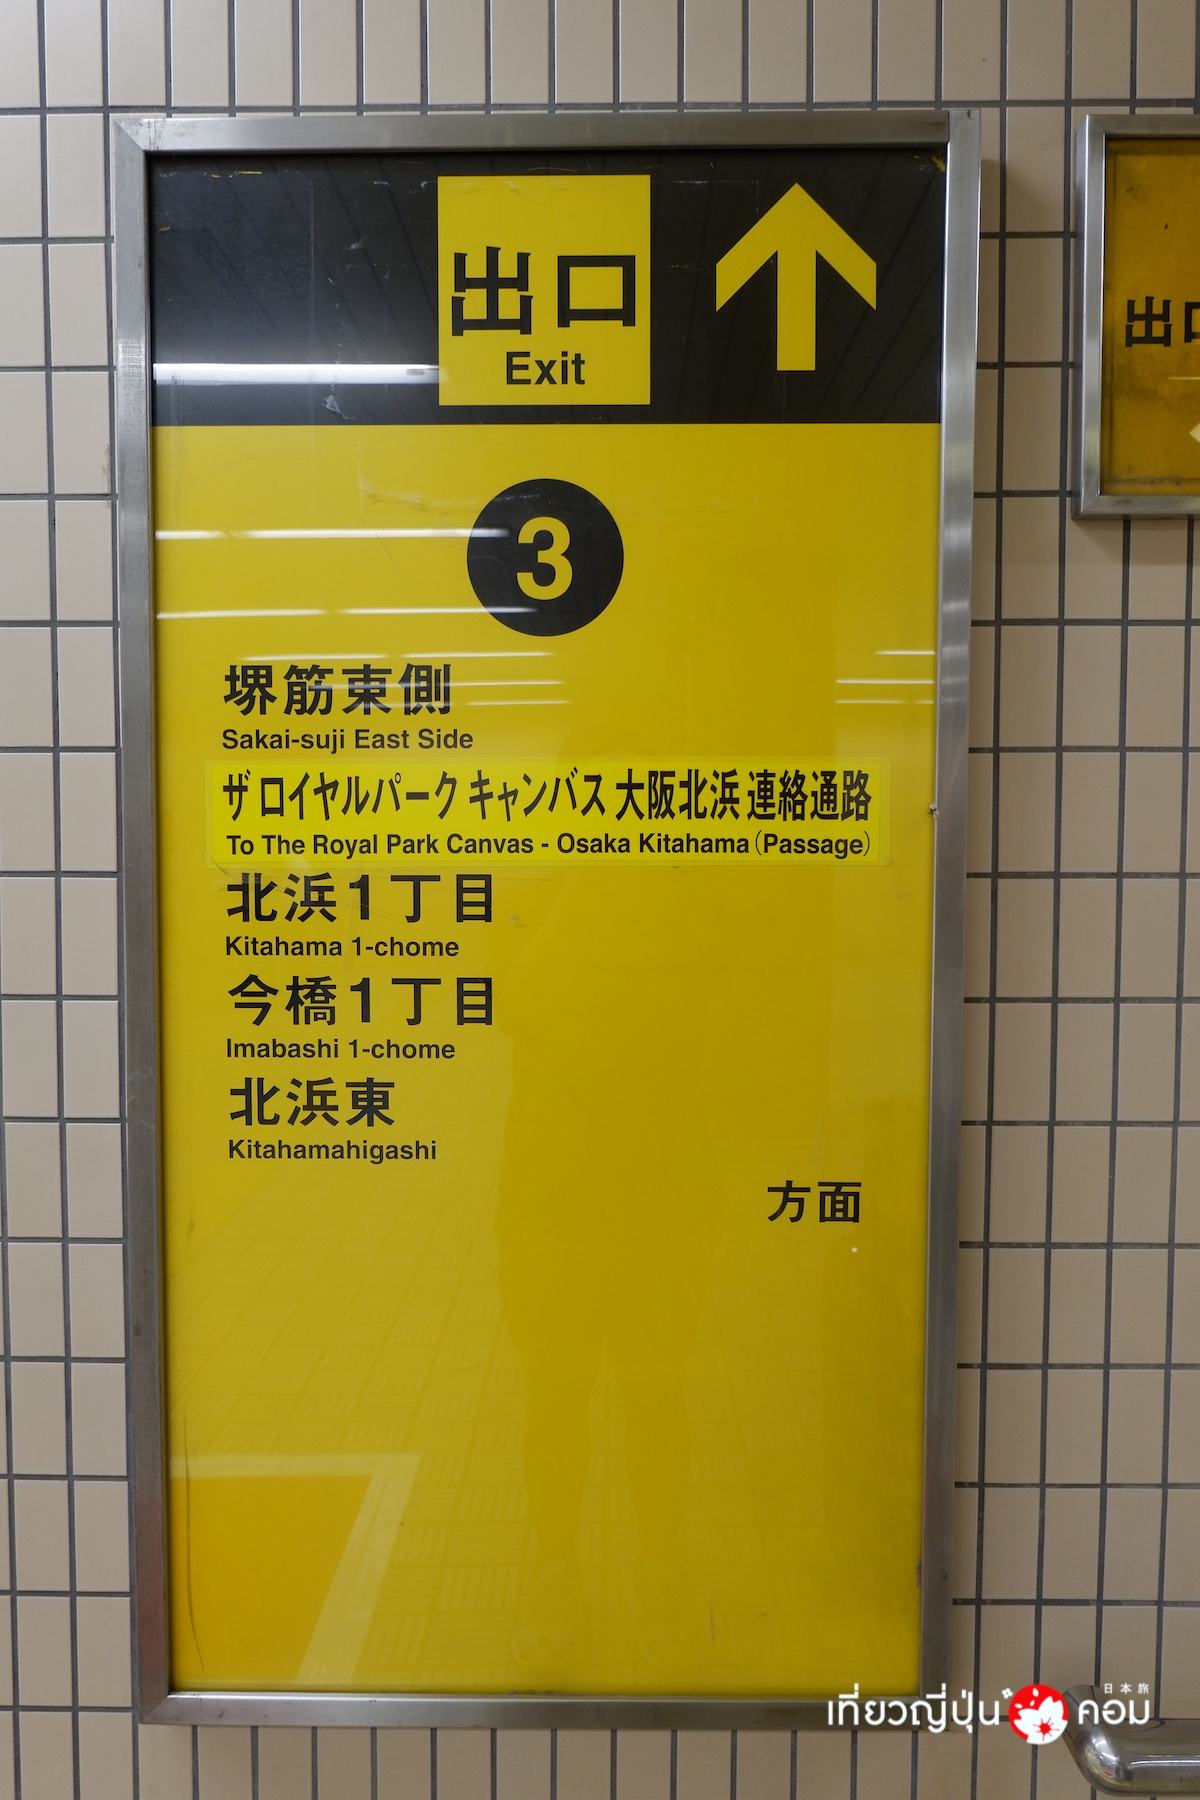 出口
Exit
3
堺筋東側
Sakai-suji East Side
ザ ロイヤルパーク キャンバス 大阪北浜 連絡通路
To The Royal Park Canvas - Osaka Kitahama (Passage)
北浜1丁目
Kitahama 1-chome
今橋1丁目
Imabashi 1-chome
北浜東
Kitahamahigashi
方面
出口
日本旅
เที่ยวญี่ปุ่น คอม